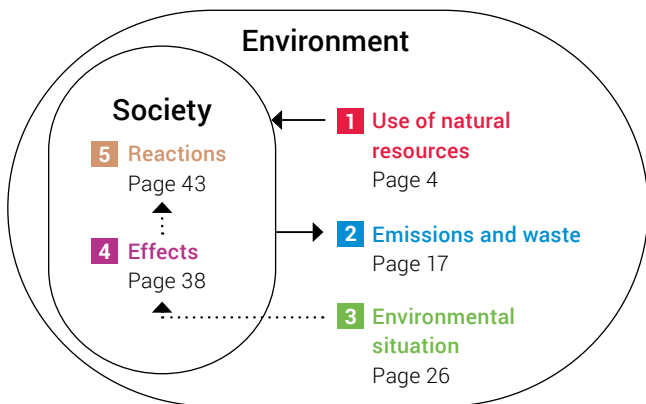 Environment
Society
5 Reactions
Page 43
4 Effects
Page 38
1 Use of natural
resources
Page 4
2 Emissions and waste
Page 17
3 Environmental
situation
Page 26